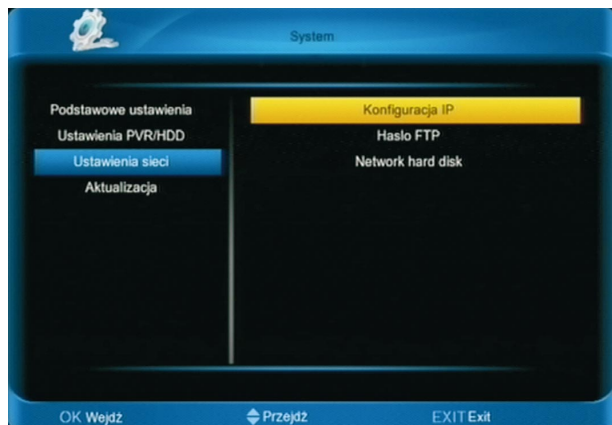 System
Podstawowe ustawienia
Ustawienia PVR/HDD
Ustawienia sieci
Aktualizacja
Konfiguracja IP
Haslo FTP
Network hard disk
OK Wejdź
Przejdź
EXIT Exit